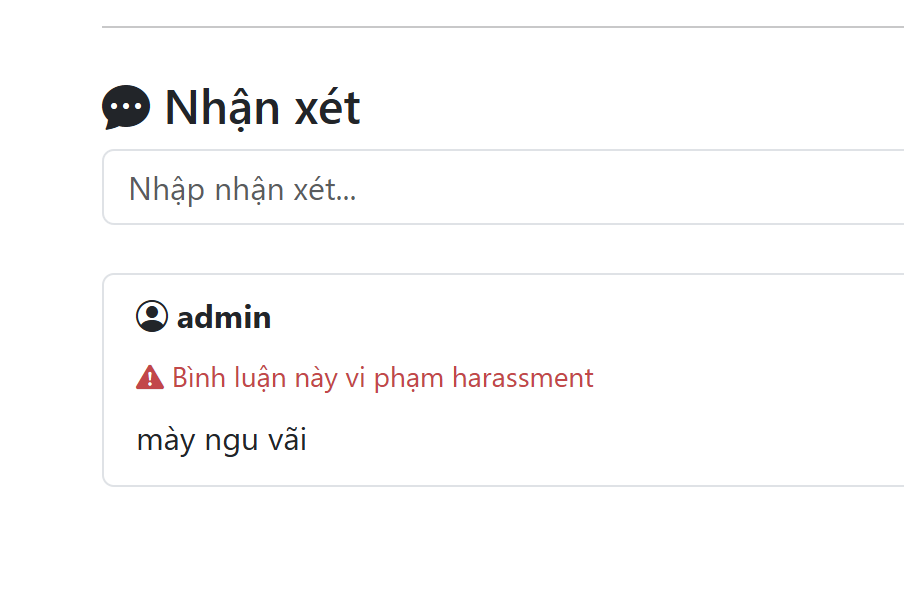 Nhận xét
Nhập nhận xét...
admin
Bình luận này vi phạm harassment
mày ngu vãi